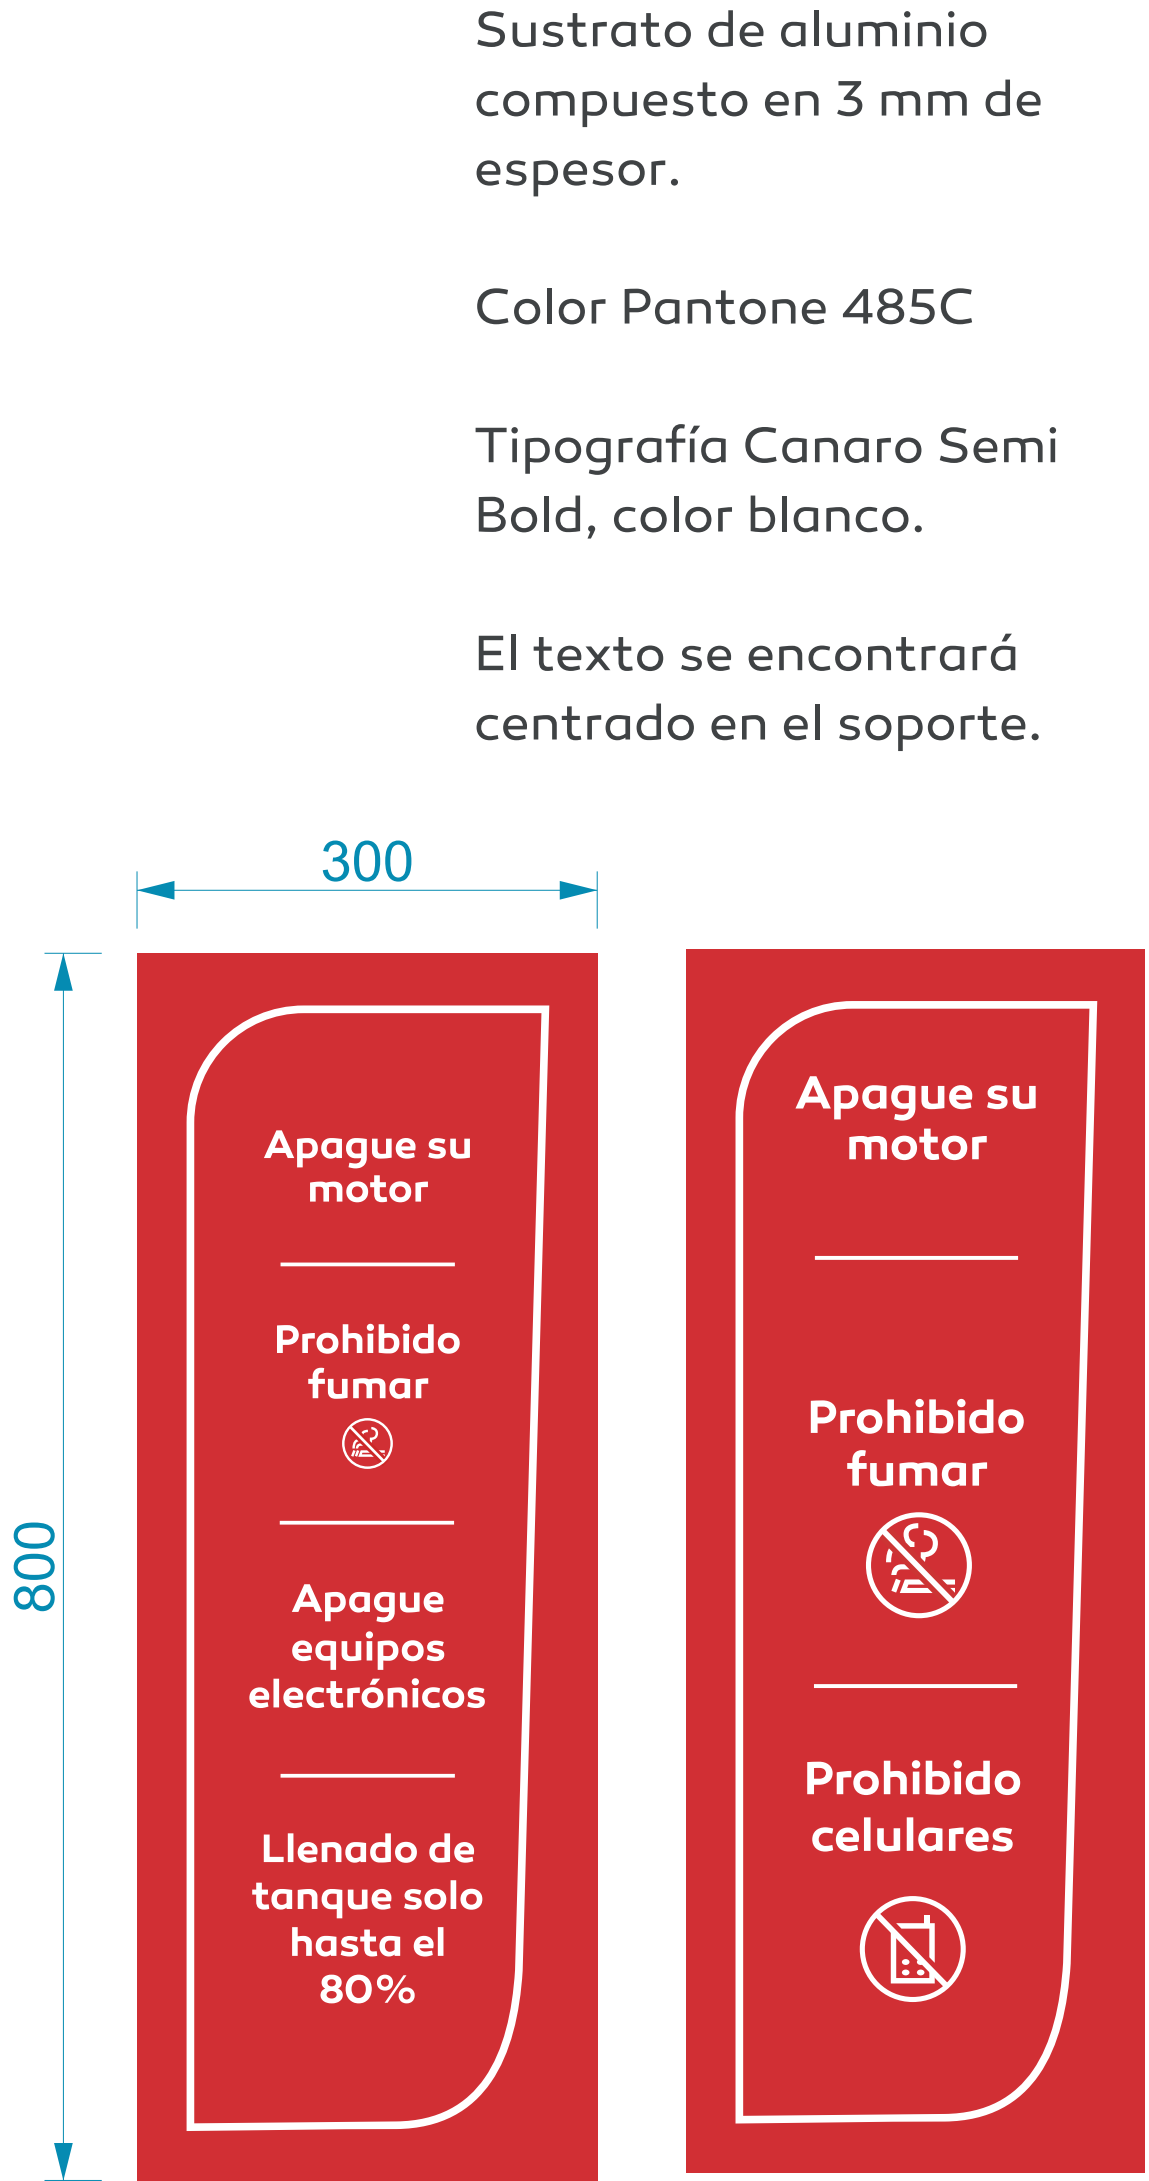 Sustrato de aluminio
compuesto en 3 mm de
espesor.
Color Pantone 485C
Tipografía Canaro Semi
Bold, color blanco.
El texto se encontrará
centrado en el soporte.
300
800
Apague su
motor
Prohibido
fumar
Apague
equipos
electrónicos
Llenado de
tanque solo
hasta el
80%
Apague su
motor
Prohibido
fumar
Prohibido
celulares